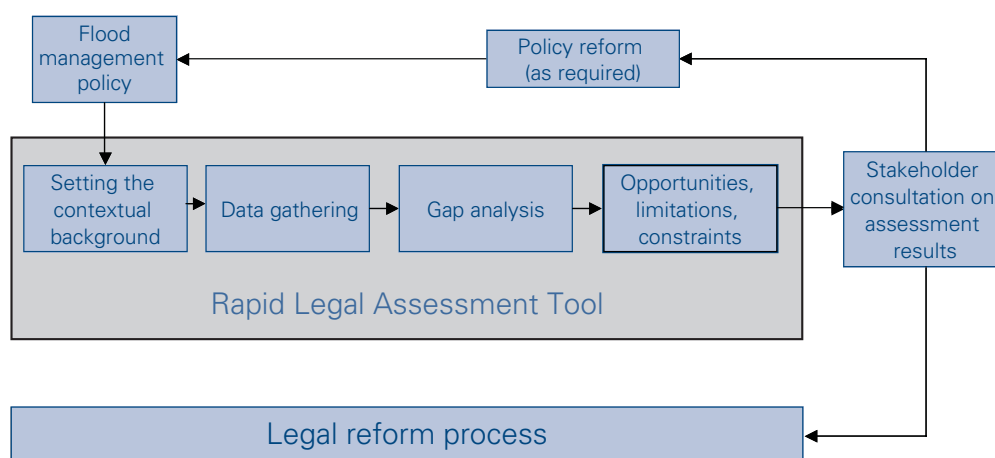 Flood
management
policy
Policy reform
(as required)
Setting the
contextual
background
Data gathering
Gap analysis
Opportunities,
limitations,
constraints
Stakeholder
consultation on
assessment
results
Rapid Legal Assessment Tool
Legal reform process